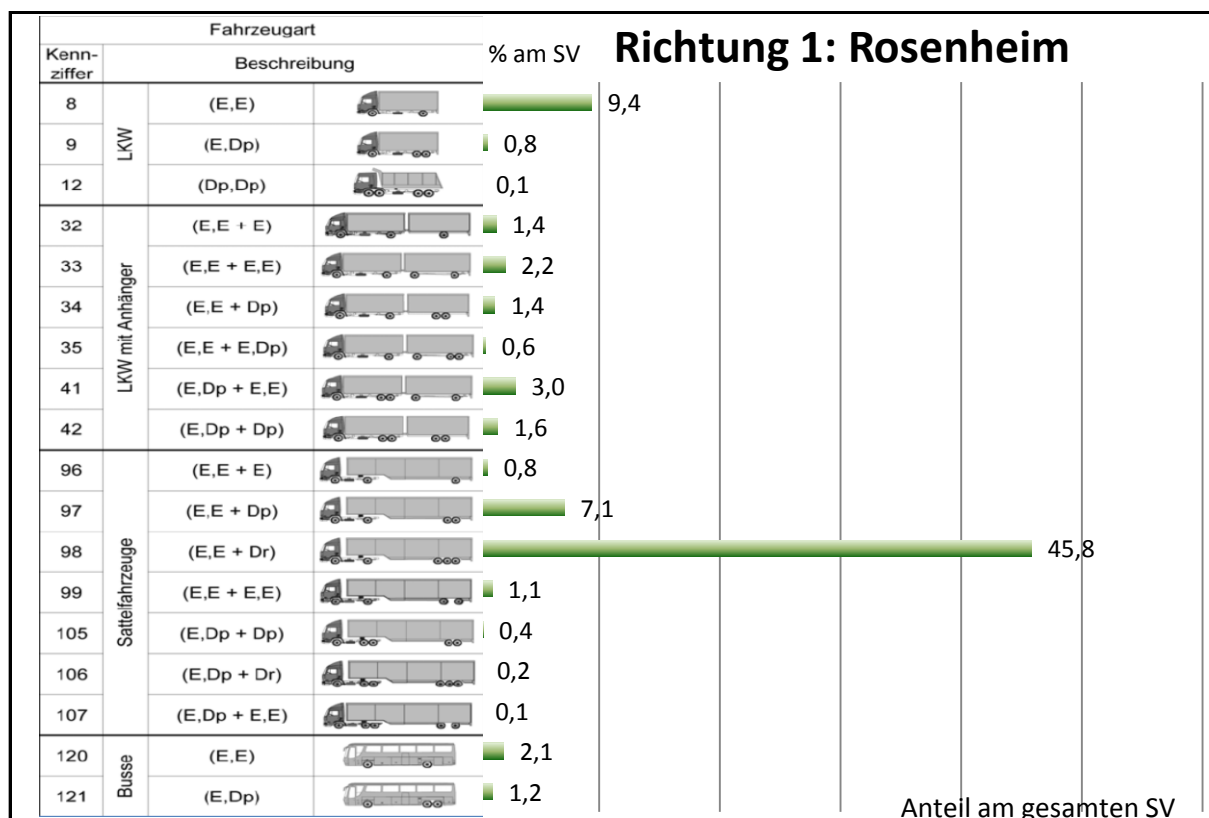 Fahrzeugart
Kenn-
ziffer
Beschreibung
% am SV
Richtung 1: Rosenheim
LKW
8 (E,E) 9,4
9 (E,Dp) 0,8
12 (Dp,Dp) 0,1
LKW mit Anhänger
32 (E,E + E) 1,4
33 (E,E + E,E) 2,2
34 (E,E + Dp) 1,4
35 (E,E + E,Dp) 0,6
41 (E,Dp + E,E) 3,0
42 (E,Dp + Dp) 1,6
Sattelfahrzeuge
96 (E,E + E) 0,8
97 (E,E + Dp) 7,1
98 (E,E + Dr) 45,8
99 (E,E + E,E) 1,1
105 (E,Dp + Dp) 0,4
106 (E,Dp + Dr) 0,2
107 (E,Dp + E,E) 0,1
Busse
120 (E,E) 2,1
121 (E,Dp) 1,2
Anteil am gesamten SV